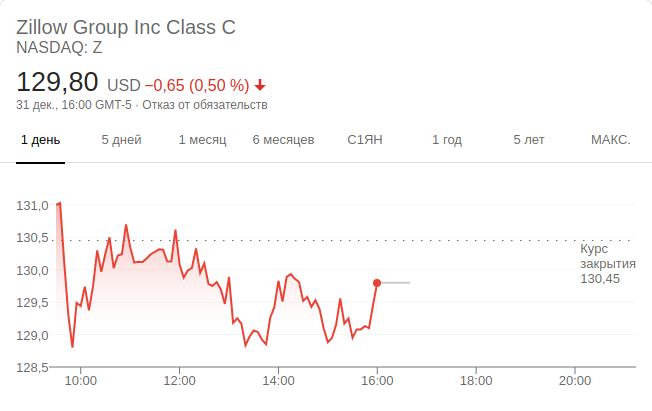 Zillow Group Inc Class C
NASDAQ: Z
129,80 USD −0,65 (0,50 %)
31 дек., 16:00 GMT-5 · Отказ от обязательств
1 день 5 дней 1 месяц 6 месяцев С1ЯН 1 год 5 лет МАКС.
131,0
130,5
Курс
закрытия
130,45
130,0
129,5
129,0
128,5
10:00 12:00 14:00 16:00 18:00 20:00